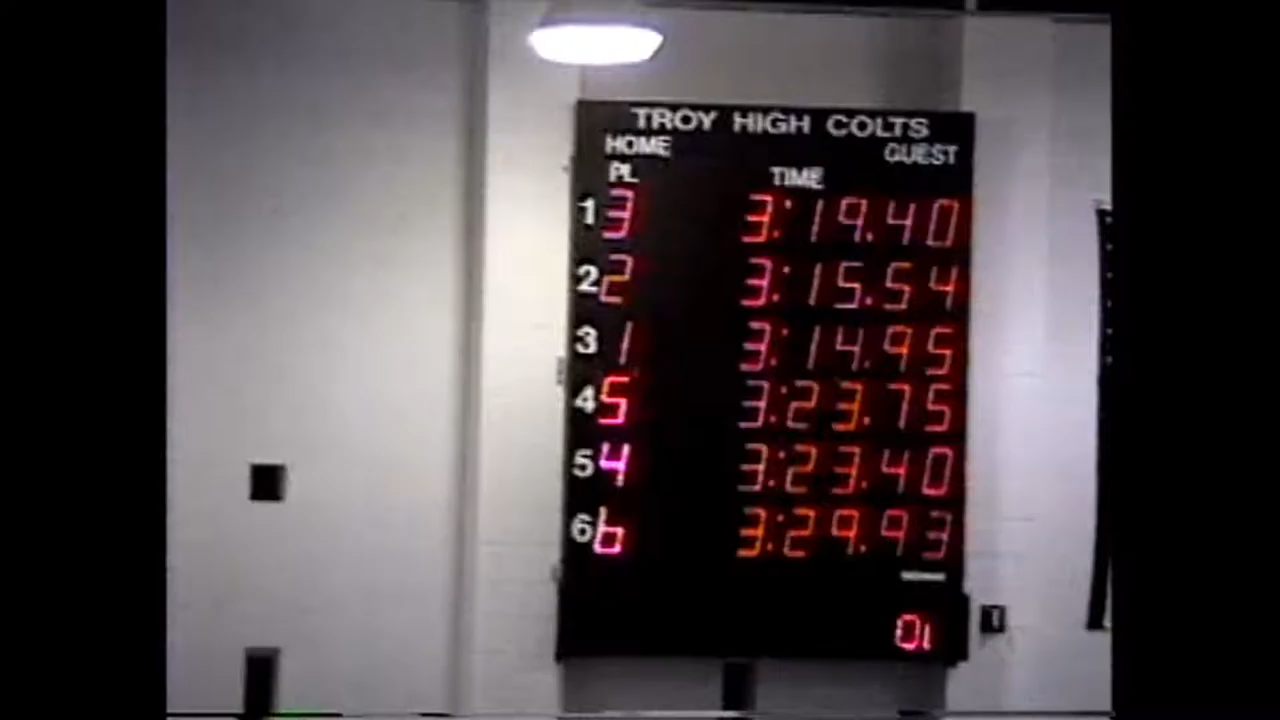 TROY HIGH COLTS
HOME GUEST
PL TIME
1 3 3:19.40
2 2 3:15.54
3 1 3:14.95
4 5 3:23.75
5 4 3:23.40
6 6 3:29.93
01